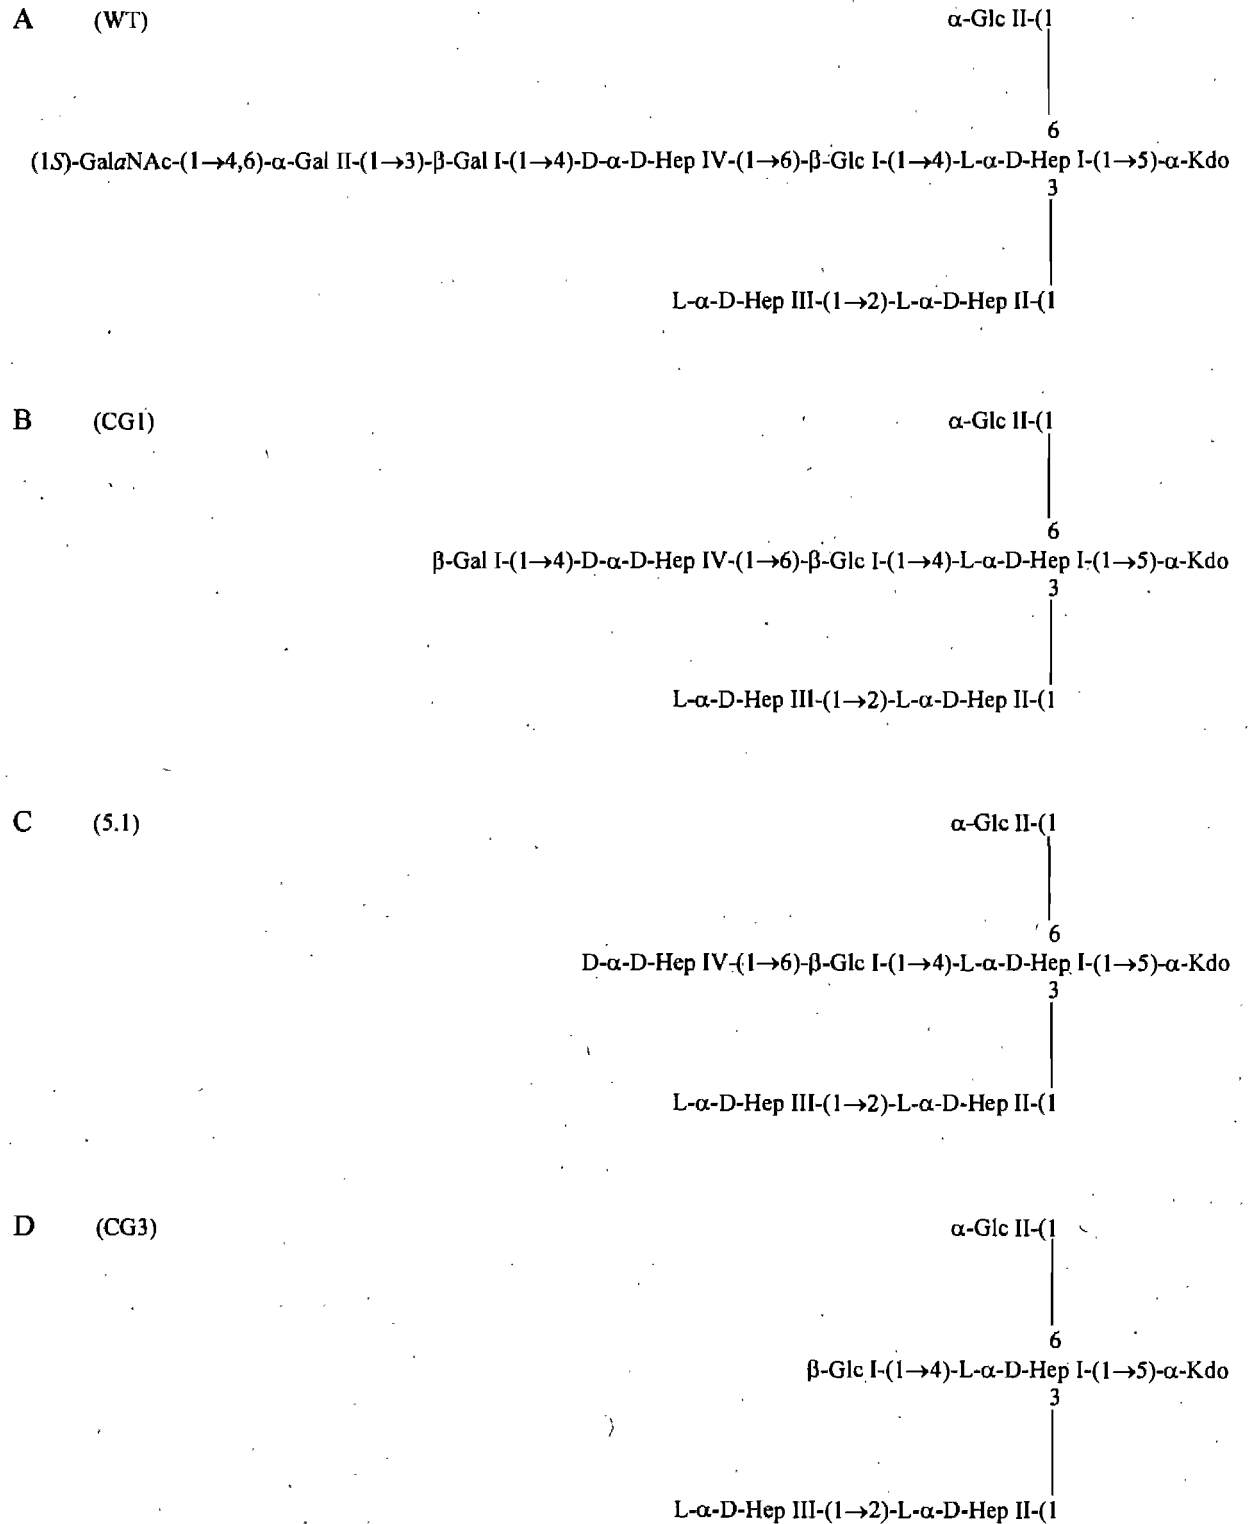 A (WT) α-Glc II-(1
6
(1S)-GalaNAc-(1→4,6)-α-Gal II-(1→3)-β-Gal I-(1→4)-D-α-D-Hep IV-(1→6)-β-Glc I-(1→4)-L-α-D-Hep I-(1→5)-α-Kdo
3
L-α-D-Hep III-(1→2)-L-α-D-Hep II-(1
B (CG1) α-Glc II-(1
6
β-Gal I-(1→4)-D-α-D-Hep IV-(1→6)-β-Glc I-(1→4)-L-α-D-Hep I-(1→5)-α-Kdo
3
L-α-D-Hep III-(1→2)-L-α-D-Hep II-(1
C (5.1) α-Glc II-(1
6
D-α-D-Hep IV-(1→6)-β-Glc I-(1→4)-L-α-D-Hep I-(1→5)-α-Kdo
3
L-α-D-Hep III-(1→2)-L-α-D-Hep II-(1
D (CG3) α-Glc II-(1
6
β-Glc I-(1→4)-L-α-D-Hep I-(1→5)-α-Kdo
3
L-α-D-Hep III-(1→2)-L-α-D-Hep II-(1